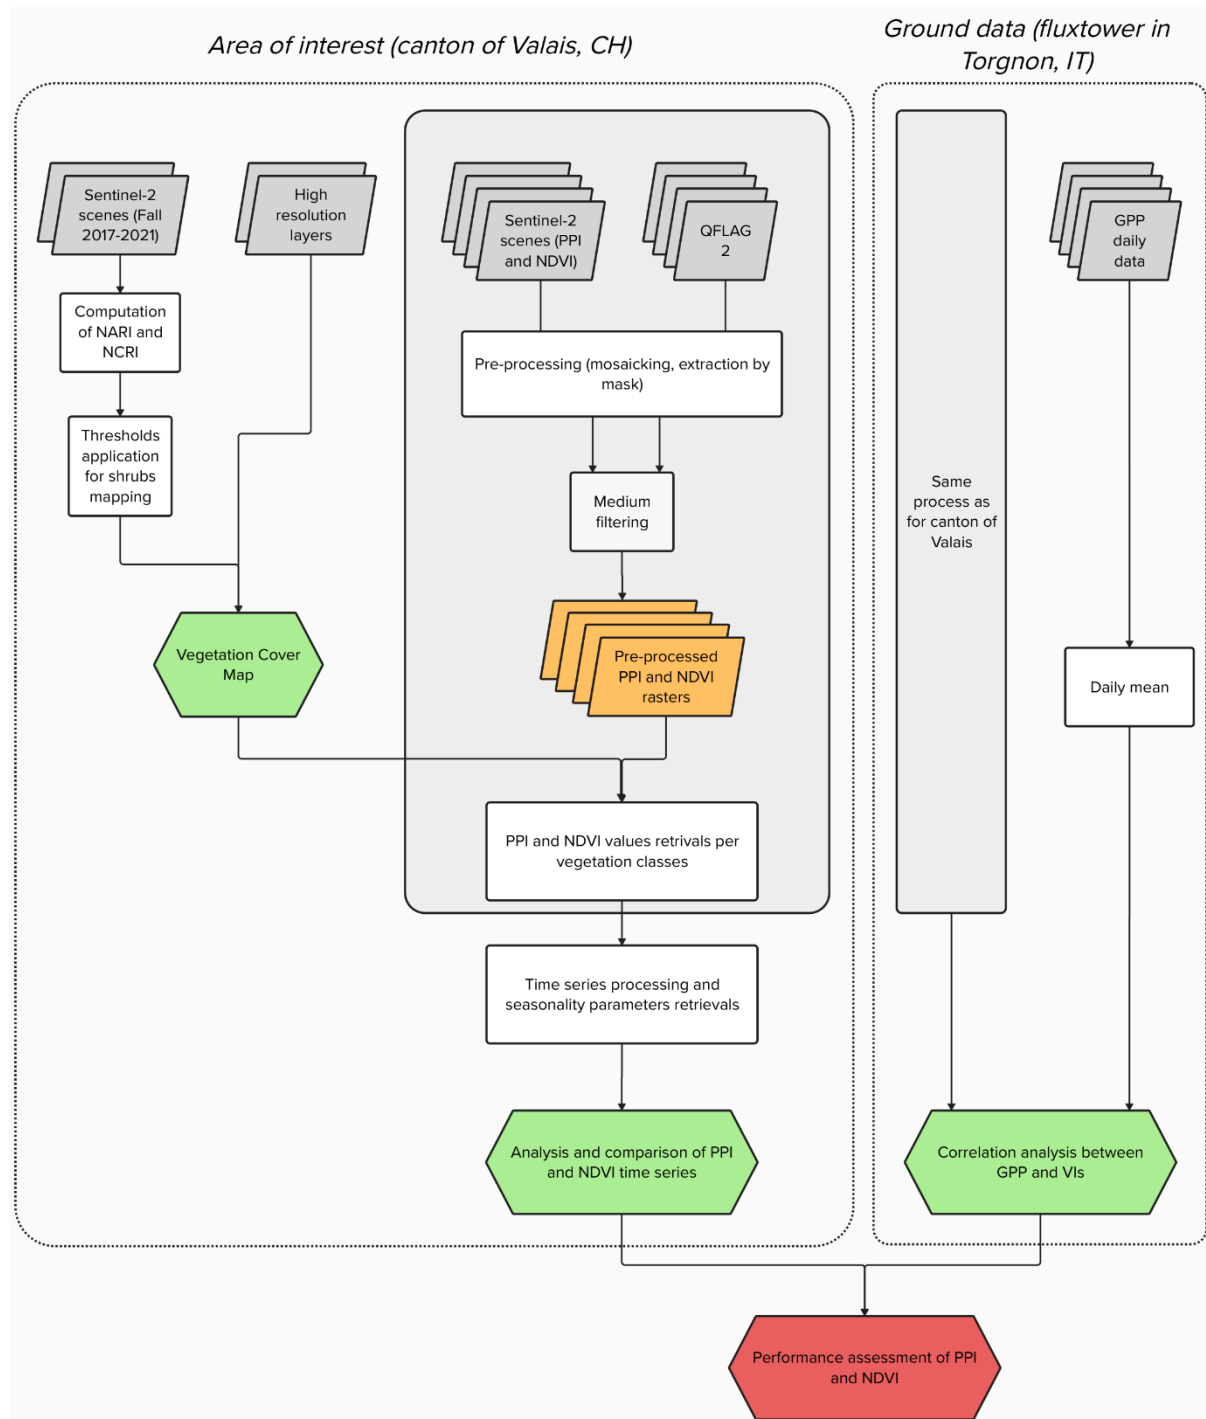 Area of interest (canton of Valais, CH)
Ground data (fluxtower in
Torgnon, IT)
Sentinel-2
scenes (Fall
2017-2021)
High
resolution
layers
Sentinel-2
scenes (PPI
and NDVI)
QFLAG
2
GPP
daily
data
Computation
of NARI and
NCRI
Pre-processing (mosaicking, extraction by
mask)
Thresholds
application
for shrubs
mapping
Medium
filtering
Same
process as
for canton of
Valais
Vegetation Cover
Map
Pre-processed
PPI and NDVI
rasters
Daily mean
PPI and NDVI values retrivals per
vegetation classes
Time series processing and
seasonality parameters retrievals
Analysis and comparison of PPI
and NDVI time series
Correlation analysis between
GPP and VIs
Performance assessment of PPI
and NDVI